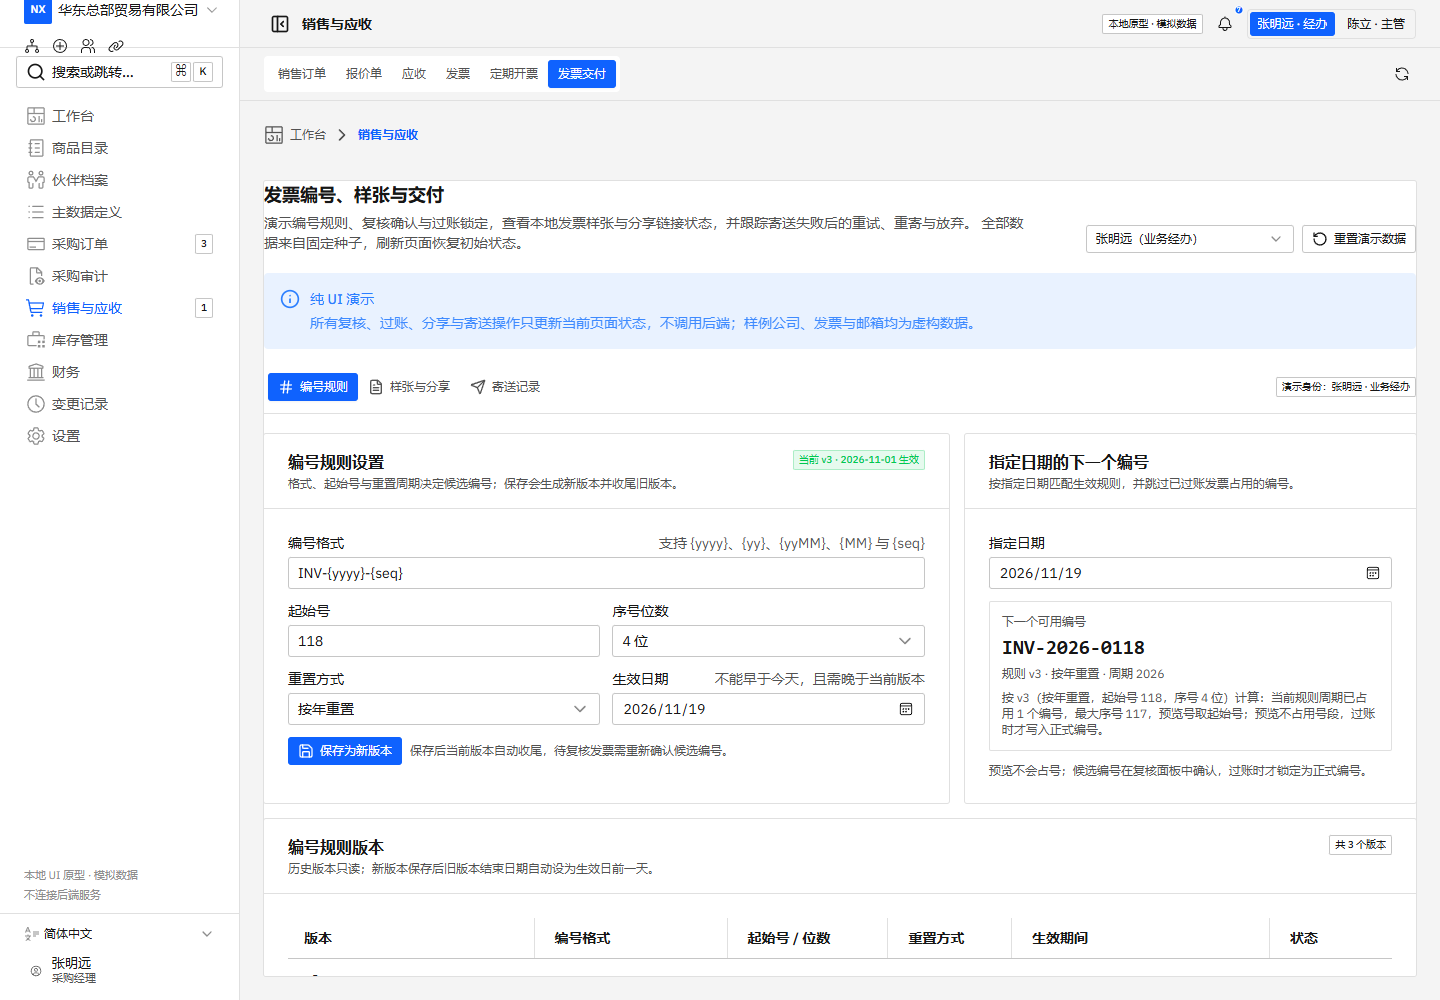 NX 华东总部贸易有限公司
搜索或跳转... ⌘ K
工作台
商品目录
伙伴档案
主数据定义
采购订单 3
采购审计
销售与应收 1
库存管理
财务
变更记录
设置
本地 UI 原型 · 模拟数据
不连接后端服务
简体中文
张明远
采购经理
销售与应收
本地原型 · 模拟数据
张明远 · 经办 陈立 · 主管
销售订单 报价单 应收 发票 定期开票 发票交付
工作台 销售与应收
发票编号、样张与交付
演示编号规则、复核确认与过账锁定，查看本地发票样张与分享链接状态，并跟踪寄送失败后的重试、重寄与放弃。 全部数
据来自固定种子，刷新页面恢复初始状态。
张明远（业务经办） 重置演示数据
纯 UI 演示
所有复核、过账、分享与寄送操作只更新当前页面状态，不调用后端；样例公司、发票与邮箱均为虚构数据。
编号规则 样张与分享 寄送记录
演示身份：张明远 · 业务经办
编号规则设置
当前 v3 · 2026-11-01 生效
格式、起始号与重置周期决定候选编号；保存会生成新版本并收尾旧版本。
编号格式 支持 {yyyy}、{yy}、{yyMM}、{MM} 与 {seq}
INV-{yyyy}-{seq}
起始号 序号位数
118 4 位
重置方式 生效日期 不能早于今天，且需晚于当前版本
按年重置 2026/11/19
保存为新版本 保存后当前版本自动收尾，待复核发票需重新确认候选编号。
指定日期的下一个编号
按指定日期匹配生效规则，并跳过已过账发票占用的编号。
指定日期
2026/11/19
下一个可用编号
INV-2026-0118
规则 v3 · 按年重置 · 周期 2026
按 v3（按年重置，起始号 118，序号 4 位）计算：当前规则周期已占
用 1 个编号，最大序号 117，预览号取起始号；预览不占用号段，过账
时才写入正式编号。
预览不会占号；候选编号在复核面板中确认，过账时才锁定为正式编号。
编号规则版本
共 3 个版本
历史版本只读；新版本保存后旧版本结束日期自动设为生效日前一天。
版本 编号格式 起始号 / 位数 重置方式 生效期间 状态